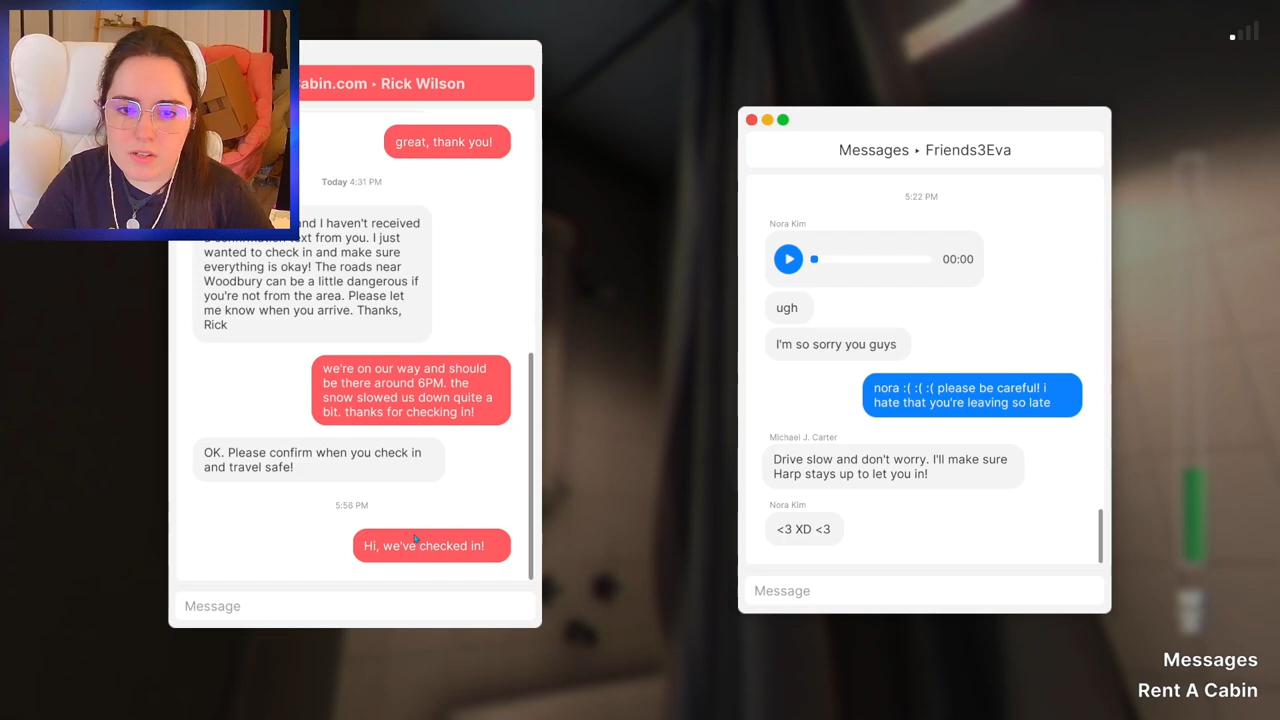 abin.com ▸ Rick Wilson
great, thank you!
Today 4:31 PM
and I haven't received
a confirmation text from you. I just
wanted to check in and make sure
everything is okay! The roads near
Woodbury can be a little dangerous if
you're not from the area. Please let
me know when you arrive. Thanks,
Rick
we're on our way and should
be there around 6PM. the
snow slowed us down quite a
bit. thanks for checking in!
OK. Please confirm when you check in
and travel safe!
5:56 PM
Hi, we've checked in!
Message
Messages ▸ Friends3Eva
5:22 PM
Nora Kim
00:00
ugh
I'm so sorry you guys
nora :( :( :( please be careful! i
hate that you're leaving so late
Michael J. Carter
Drive slow and don't worry. I'll make sure
Harp stays up to let you in!
Nora Kim
<3 XD <3
Message
Messages
Rent A Cabin